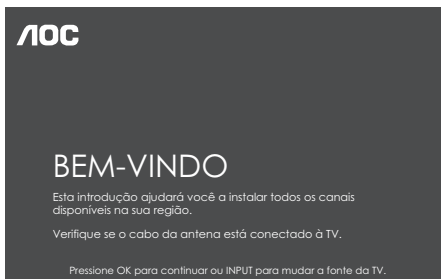 AOC
BEM-VINDO
Esta introdução ajudará você a instalar todos os canais
disponíveis na sua região.
Verifique se o cabo da antena está conectado à TV.
Pressione OK para continuar ou INPUT para mudar a fonte da TV.